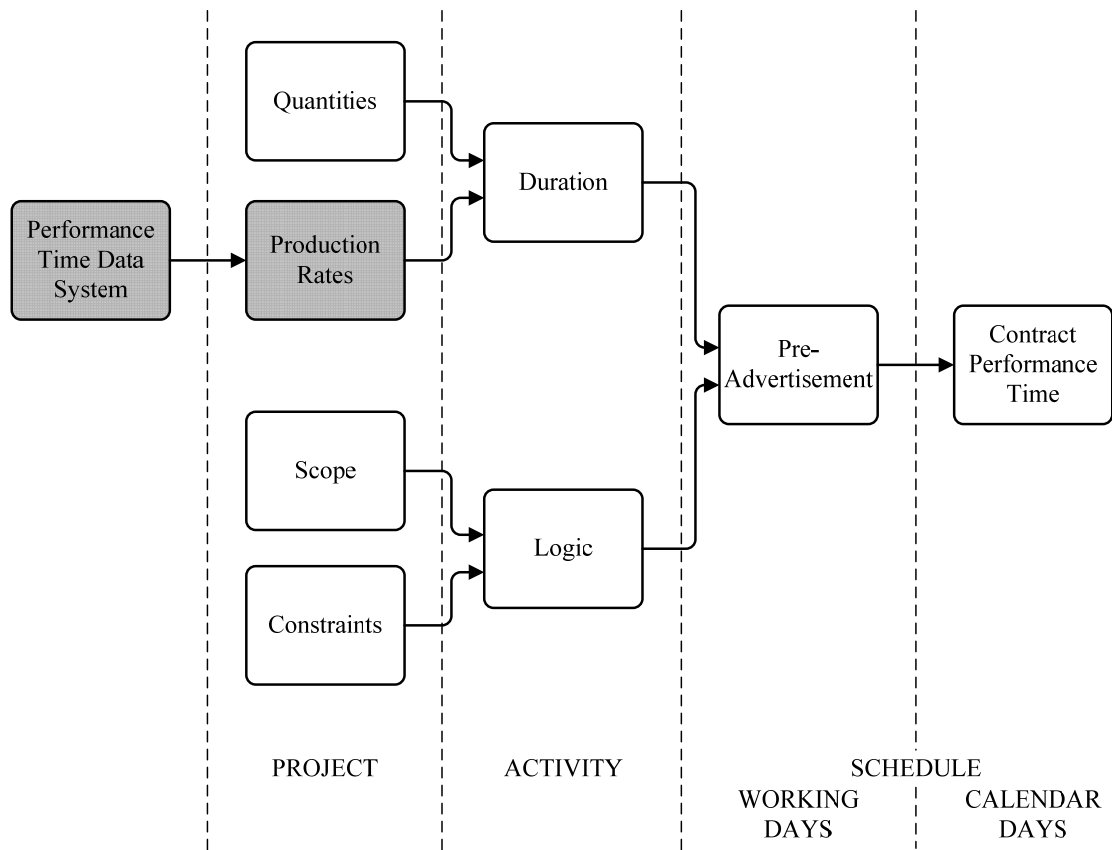 Quantities
Duration
Performance
Time Data
System
Production
Rates
Pre-
Advertisement
Contract
Performance
Time
Scope
Logic
Constraints
PROJECT
ACTIVITY
SCHEDULE
WORKING
DAYS
CALENDAR
DAYS